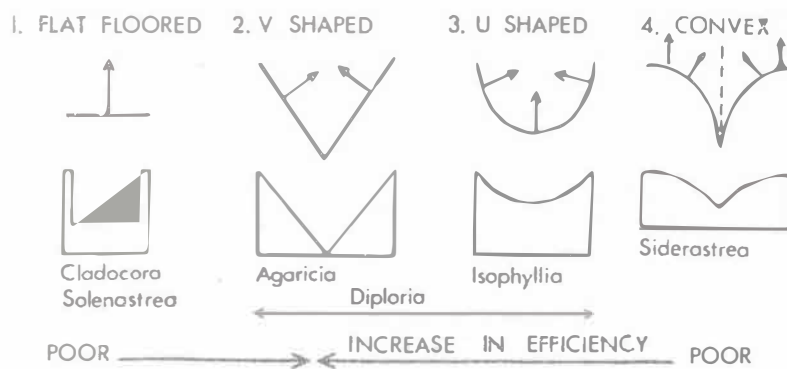 1. FLAT FLOORED 2. V SHAPED 3. U SHAPED 4. CONVEX
Cladocora
Solenastrea
Agaricia
Diploria
Isophyllia
Siderastrea
POOR INCREASE IN EFFICIENCY POOR